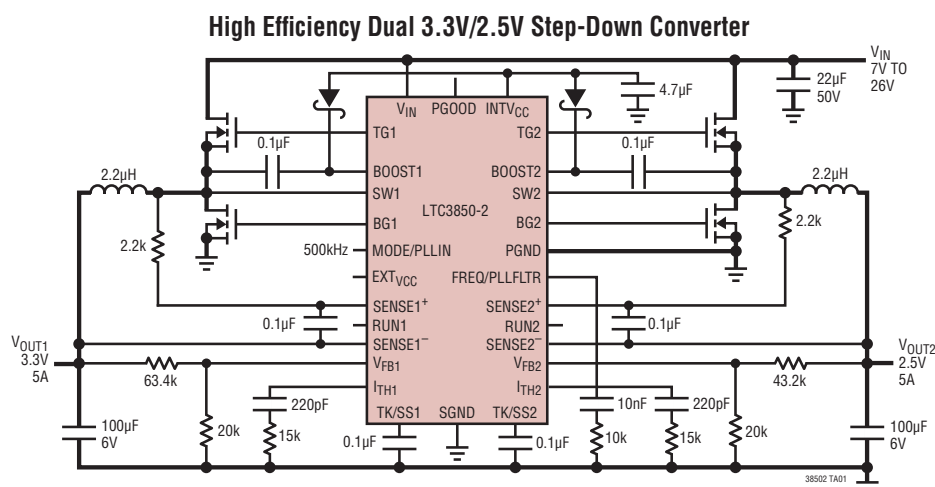 High Efficiency Dual 3.3V/2.5V Step-Down Converter
VIN
7V TO
26V
22µF
50V
4.7µF
VIN PGOOD INTVCC
0.1µF
TG1
TG2
0.1µF
2.2µH
BOOST1
BOOST2
2.2µH
SW1
SW2
LTC3850-2
2.2k
BG1
BG2
2.2k
500kHz
MODE/PLLIN
PGND
EXTVCC
FREQ/PLLFLTR
SENSE1+
SENSE2+
0.1µF
RUN1
RUN2
0.1µF
SENSE1–
SENSE2–
VOUT1
3.3V
5A
VFB1
VFB2
VOUT2
2.5V
5A
63.4k
43.2k
ITH1
ITH2
220pF
10nF
220pF
TK/SS1 SGND TK/SS2
100µF
6V
20k
15k
0.1µF
0.1µF
10k
15k
20k
100µF
6V
38502 TA01